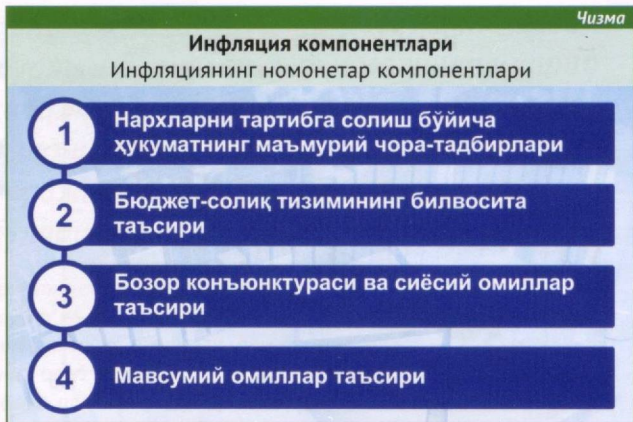 Чизма
Инфляция компонентлари
Инфляциянинг номонетар компонентлари
1
Нархларни тартибга солиш бўйича
ҳукуматнинг маъмурий чора-тадбирлари
2
Бюджет-солиқ тизимининг билвосита
таъсири
3
Бозор конъюнктураси ва сиёсий омиллар
таъсири
4
Мавсумий омиллар таъсири